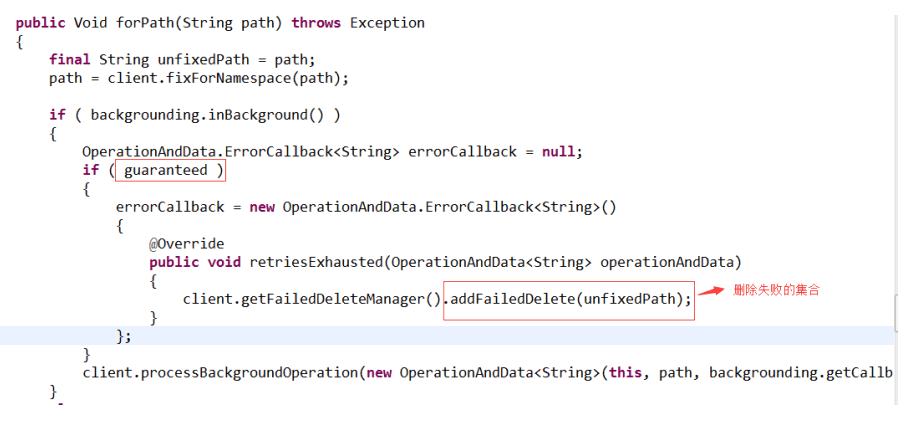 public Void forPath(String path) throws Exception
{
    final String unfixedPath = path;
    path = client.fixForNamespace(path);

    if ( backgrounding.inBackground() )
    {
        OperationAndData.ErrorCallback<String> errorCallback = null;
        if ( guaranteed )
        {
            errorCallback = new OperationAndData.ErrorCallback<String>()
            {
                @Override
                public void retriesExhausted(OperationAndData<String> operationAndData)
                {
                    client.getFailedDeleteManager().addFailedDelete(unfixedPath); 删除失败的集合
                }
            };
        }
        client.processBackgroundOperation(new OperationAndData<String>(this, path, backgrounding.getCallb
    }